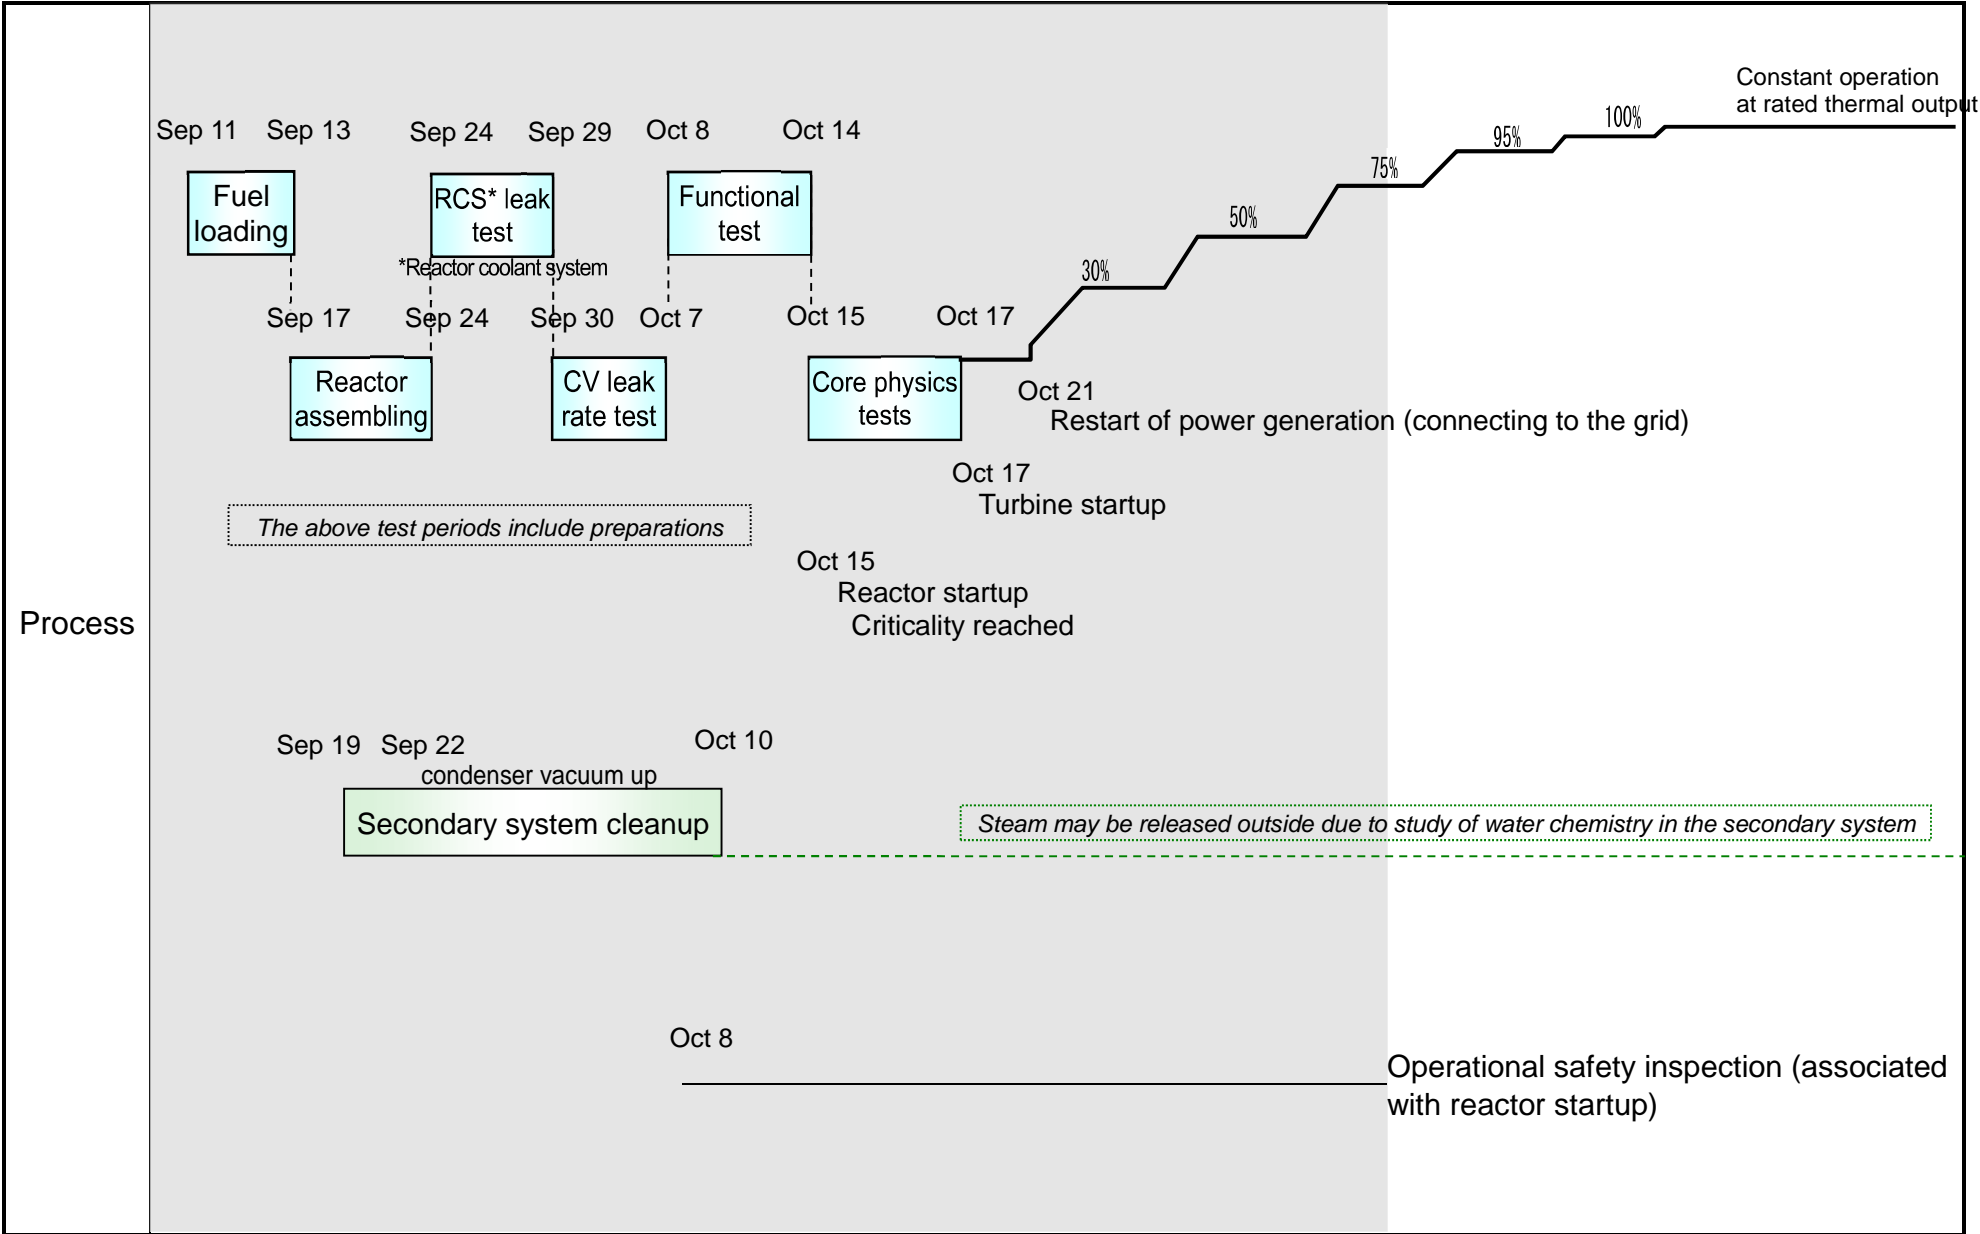 Constant operation
at rated thermal output
100%
95%
75%
50%
30%
Sep 11 Sep 13 Sep 24 Sep 29 Oct 8 Oct 14
Fuel
loading
RCS* leak
test
Functional
test
*Reactor coolant system
Sep 17 Sep 24 Sep 30 Oct 7 Oct 15 Oct 17
Reactor
assembling
CV leak
rate test
Core physics
tests
Oct 21
Restart of power generation (connecting to the grid)
Oct 17
Turbine startup
The above test periods include preparations
Oct 15
Reactor startup
Criticality reached
Process
Sep 19 Sep 22 Oct 10
condenser vacuum up
Secondary system cleanup
Steam may be released outside due to study of water chemistry in the secondary system
Oct 8
Operational safety inspection (associated
with reactor startup)